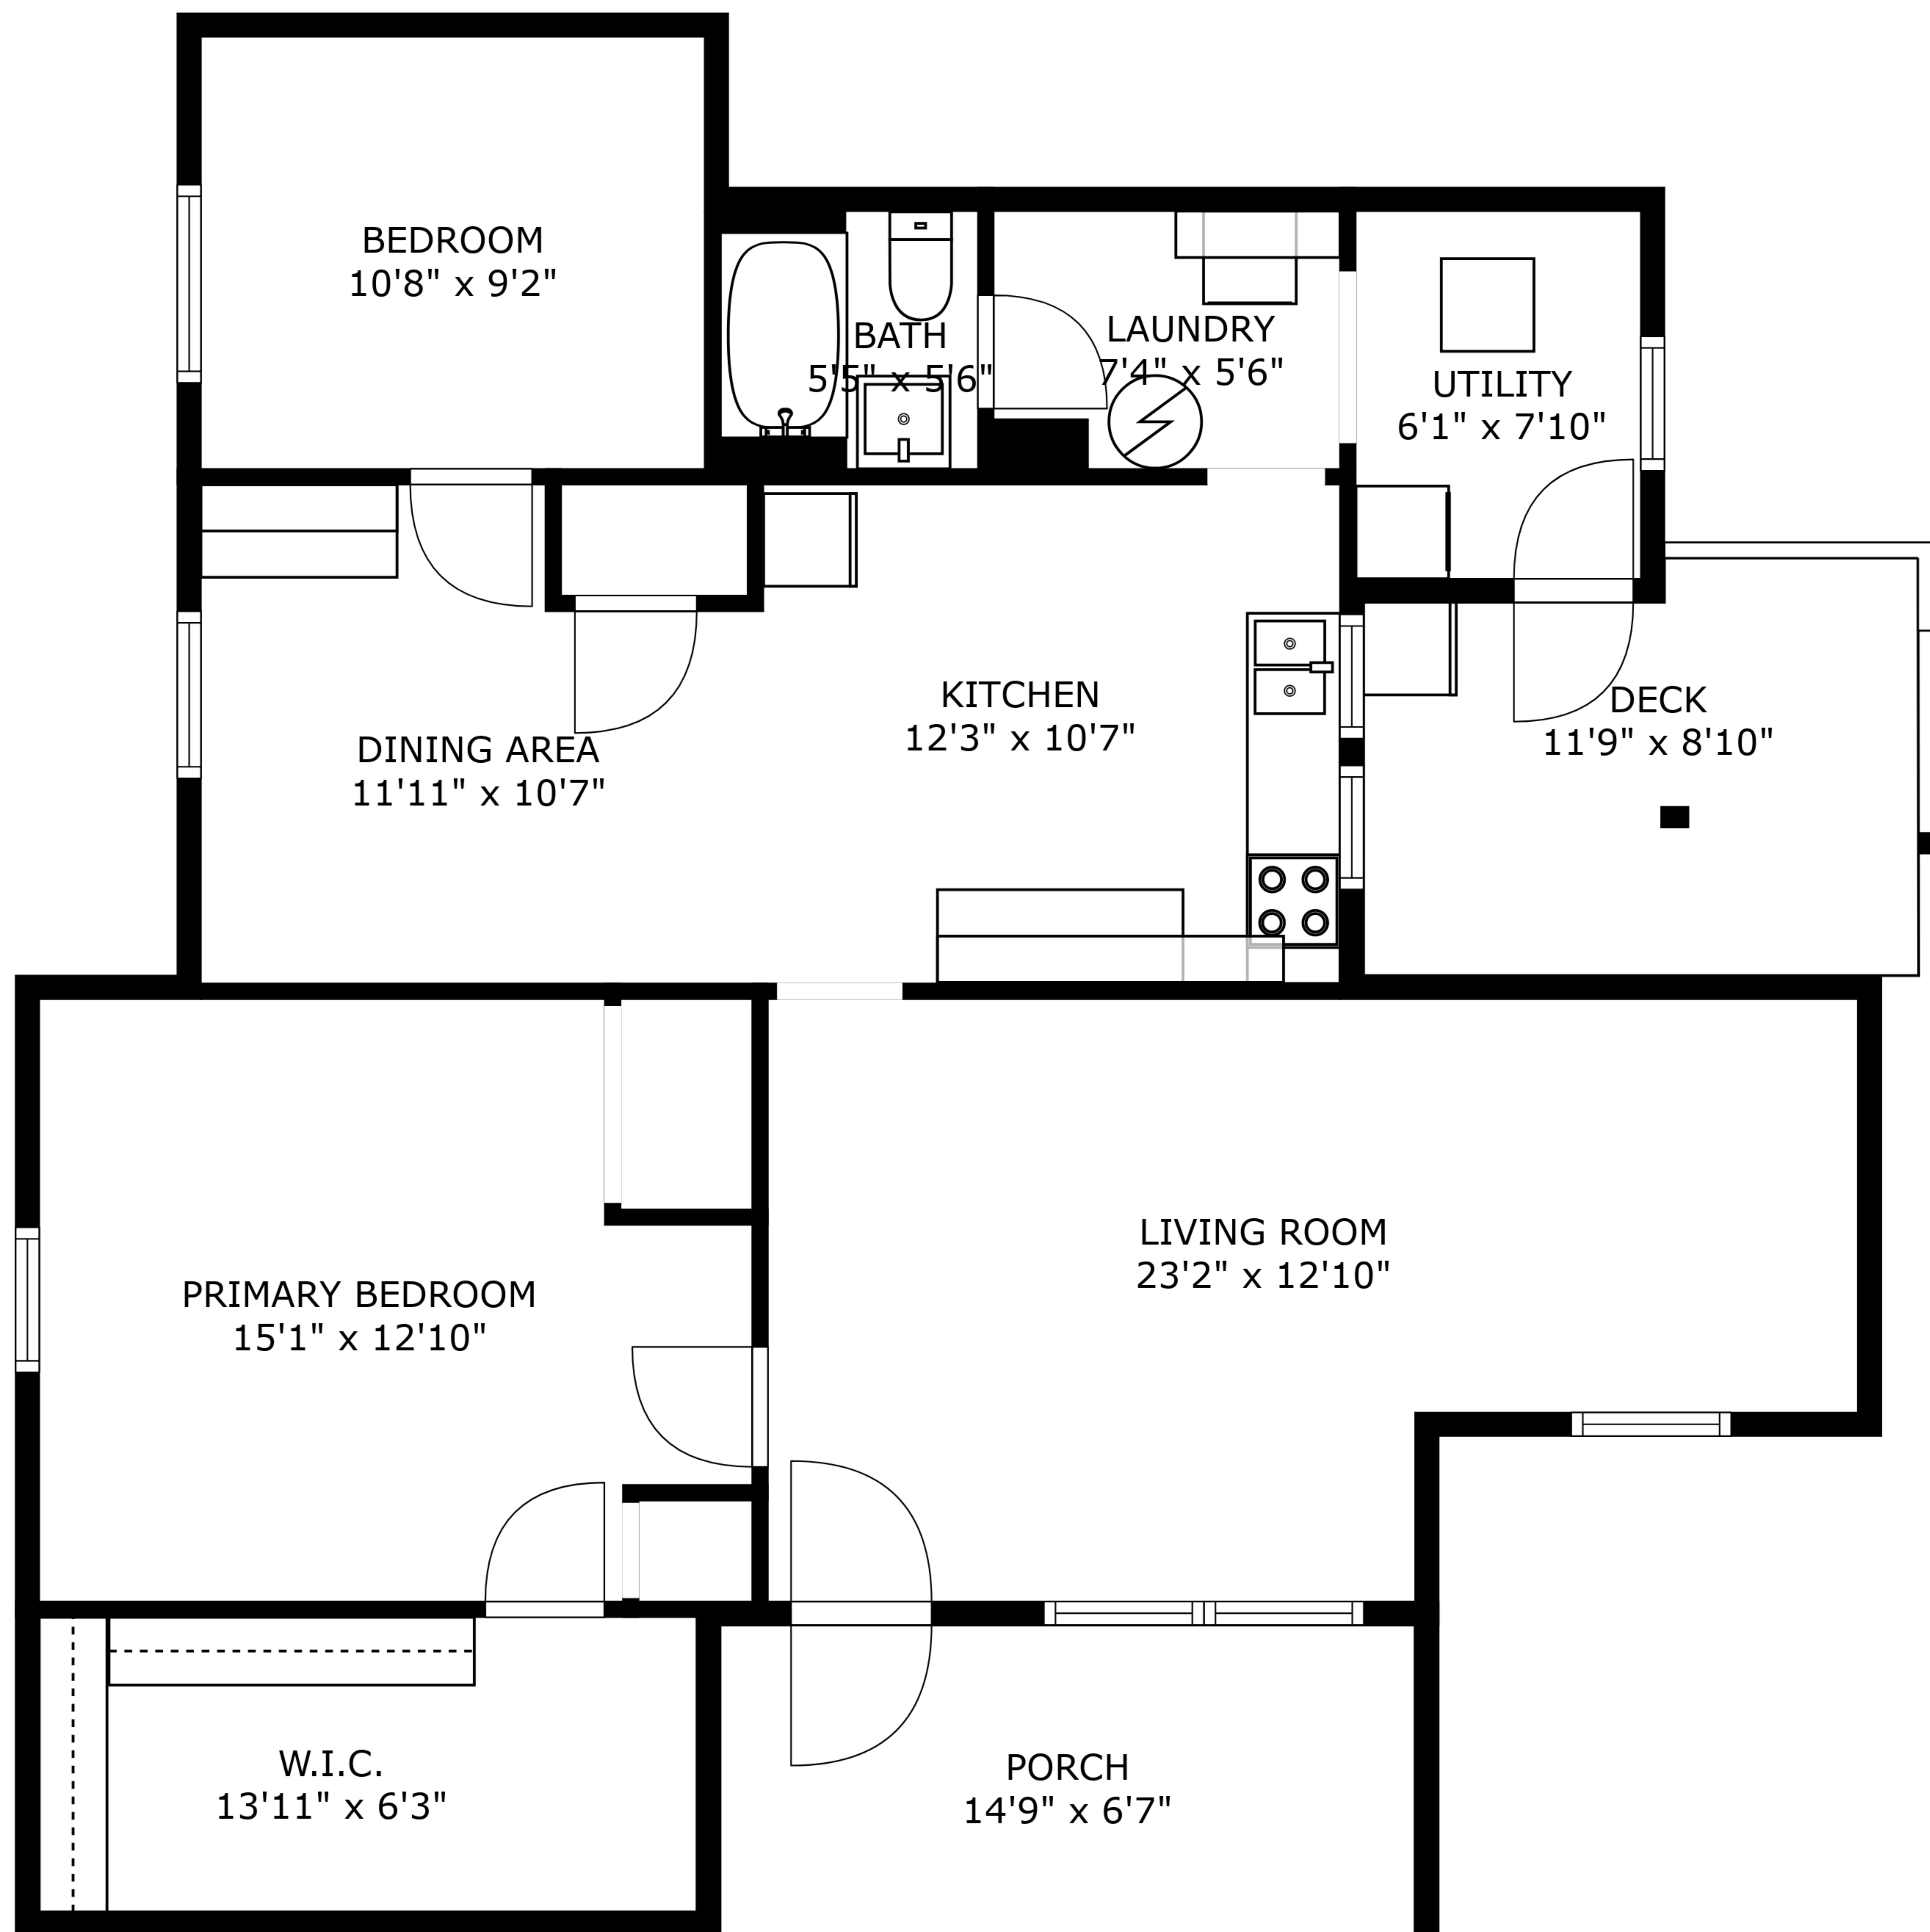 BEDROOM
10'8" x 9'2"
BATH
5'5" x 5'6"
LAUNDRY
7'4" x 5'6"
UTILITY
6'1" x 7'10"
KITCHEN
12'3" x 10'7"
DECK
11'9" x 8'10"
DINING AREA
11'11" x 10'7"
LIVING ROOM
23'2" x 12'10"
PRIMARY BEDROOM
15'1" x 12'10"
W.I.C.
13'11" x 6'3"
PORCH
14'9" x 6'7"